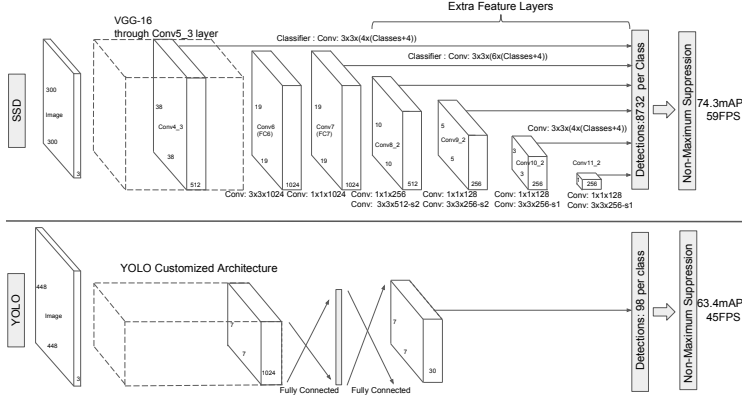 Extra Feature Layers
VGG-16
through Conv5_3 layer
Classifier : Conv: 3x3x(4x(Classes+4))
Classifier : Conv: 3x3x(6x(Classes+4))
SSD
300
Image
300
3
38
Conv4_3
38
512
19
Conv6
(FC6)
19
1024
19
Conv7
(FC7)
19
1024
10
Conv8_2
10
512
5
Conv9_2
5
256
Conv: 3x3x(4x(Classes+4))
3
Conv10_2
3
256
Conv11_2
256
Detections:8732 per Class
Non-Maximum Suppression
74.3mAP
59FPS
Conv: 3x3x1024
Conv: 1x1x1024
Conv: 1x1x256
Conv: 3x3x512-s2
Conv: 1x1x128
Conv: 3x3x256-s2
Conv: 1x1x128
Conv: 3x3x256-s1
Conv: 1x1x128
Conv: 3x3x256-s1
YOLO
448
Image
448
3
YOLO Customized Architecture
7
7
1024
Fully Connected
Fully Connected
7
7
30
Detections: 98 per class
Non-Maximum Suppression
63.4mAP
45FPS